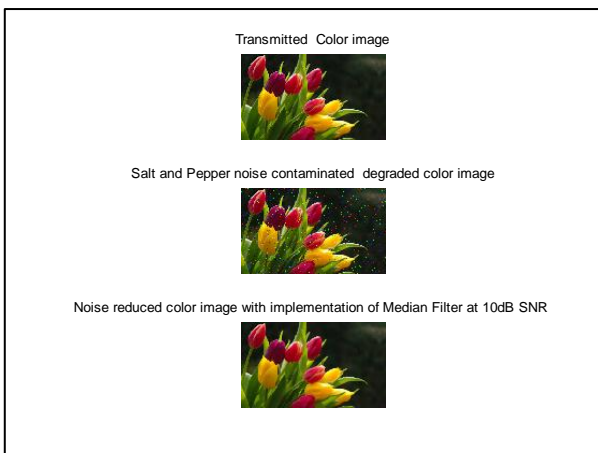 Transmitted Color image
Salt and Pepper noise contaminated degraded color image
Noise reduced color image with implementation of Median Filter at 10dB SNR